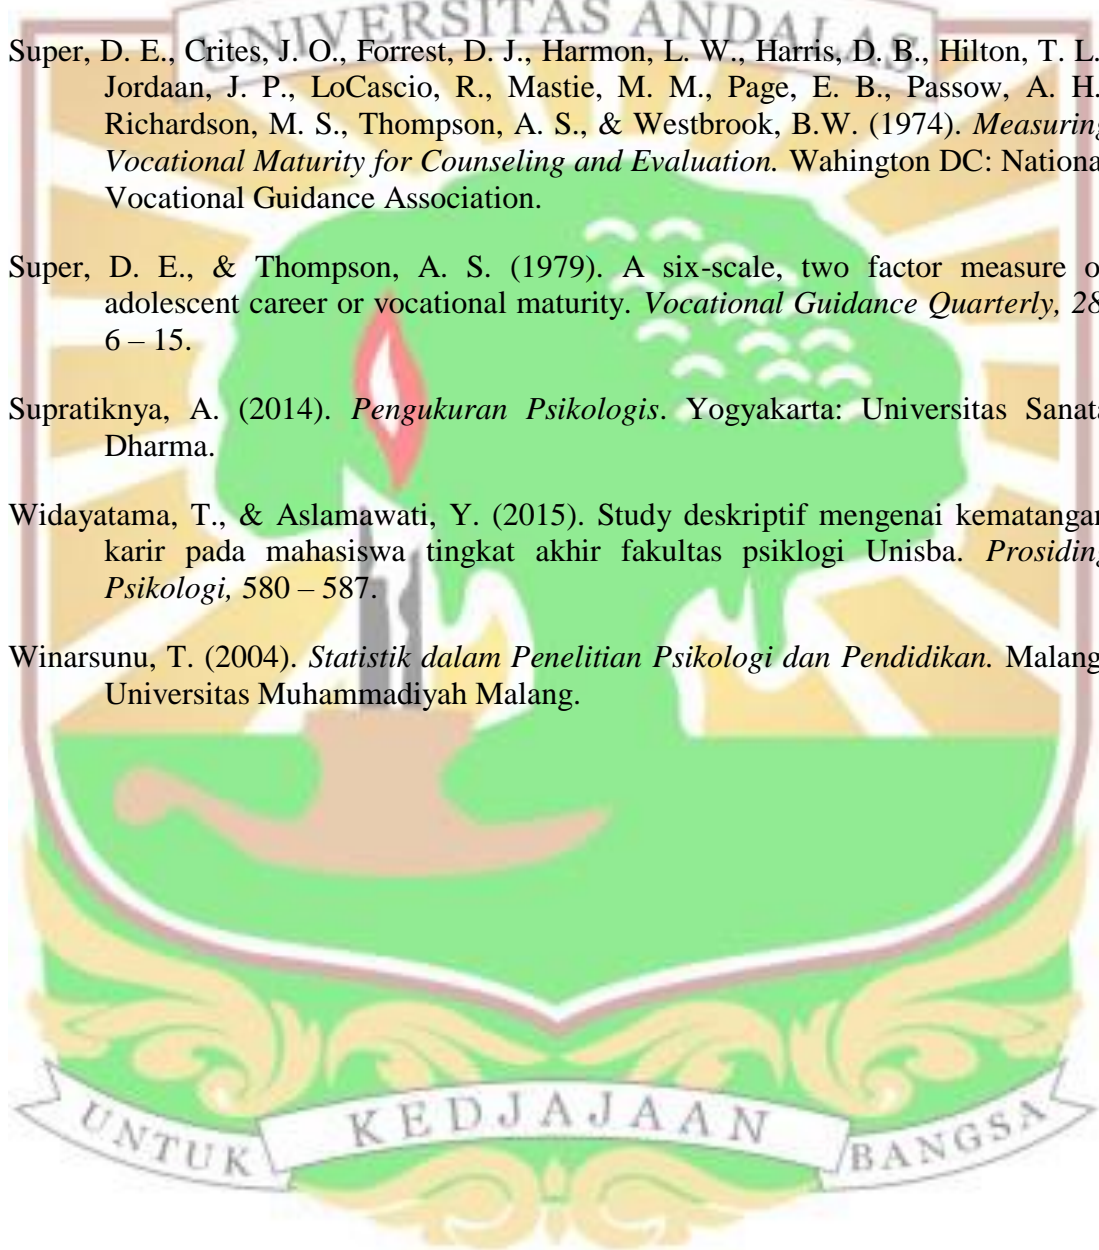 UNIVERSITAS ANDALAS
Super, D. E., Crites, J. O., Forrest, D. J., Harmon, L. W., Harris, D. B., Hilton, T. L.
Jordaan, J. P., LoCascio, R., Mastie, M. M., Page, E. B., Passow, A. H.
Richardson, M. S., Thompson, A. S., & Westbrook, B.W. (1974). Measuring
Vocational Maturity for Counseling and Evaluation. Wahington DC: Nationa
Vocational Guidance Association.
Super, D. E., & Thompson, A. S. (1979). A six-scale, two factor measure o
adolescent career or vocational maturity. Vocational Guidance Quarterly, 28
6 – 15.
Supratiknya, A. (2014). Pengukuran Psikologis. Yogyakarta: Universitas Sanata
Dharma.
Widayatama, T., & Aslamawati, Y. (2015). Study deskriptif mengenai kematangan
karir pada mahasiswa tingkat akhir fakultas psiklogi Unisba. Prosiding
Psikologi, 580 – 587.
Winarsunu, T. (2004). Statistik dalam Penelitian Psikologi dan Pendidikan. Malang
Universitas Muhammadiyah Malang.
UNTUK KEDJAJAAN BANGSA